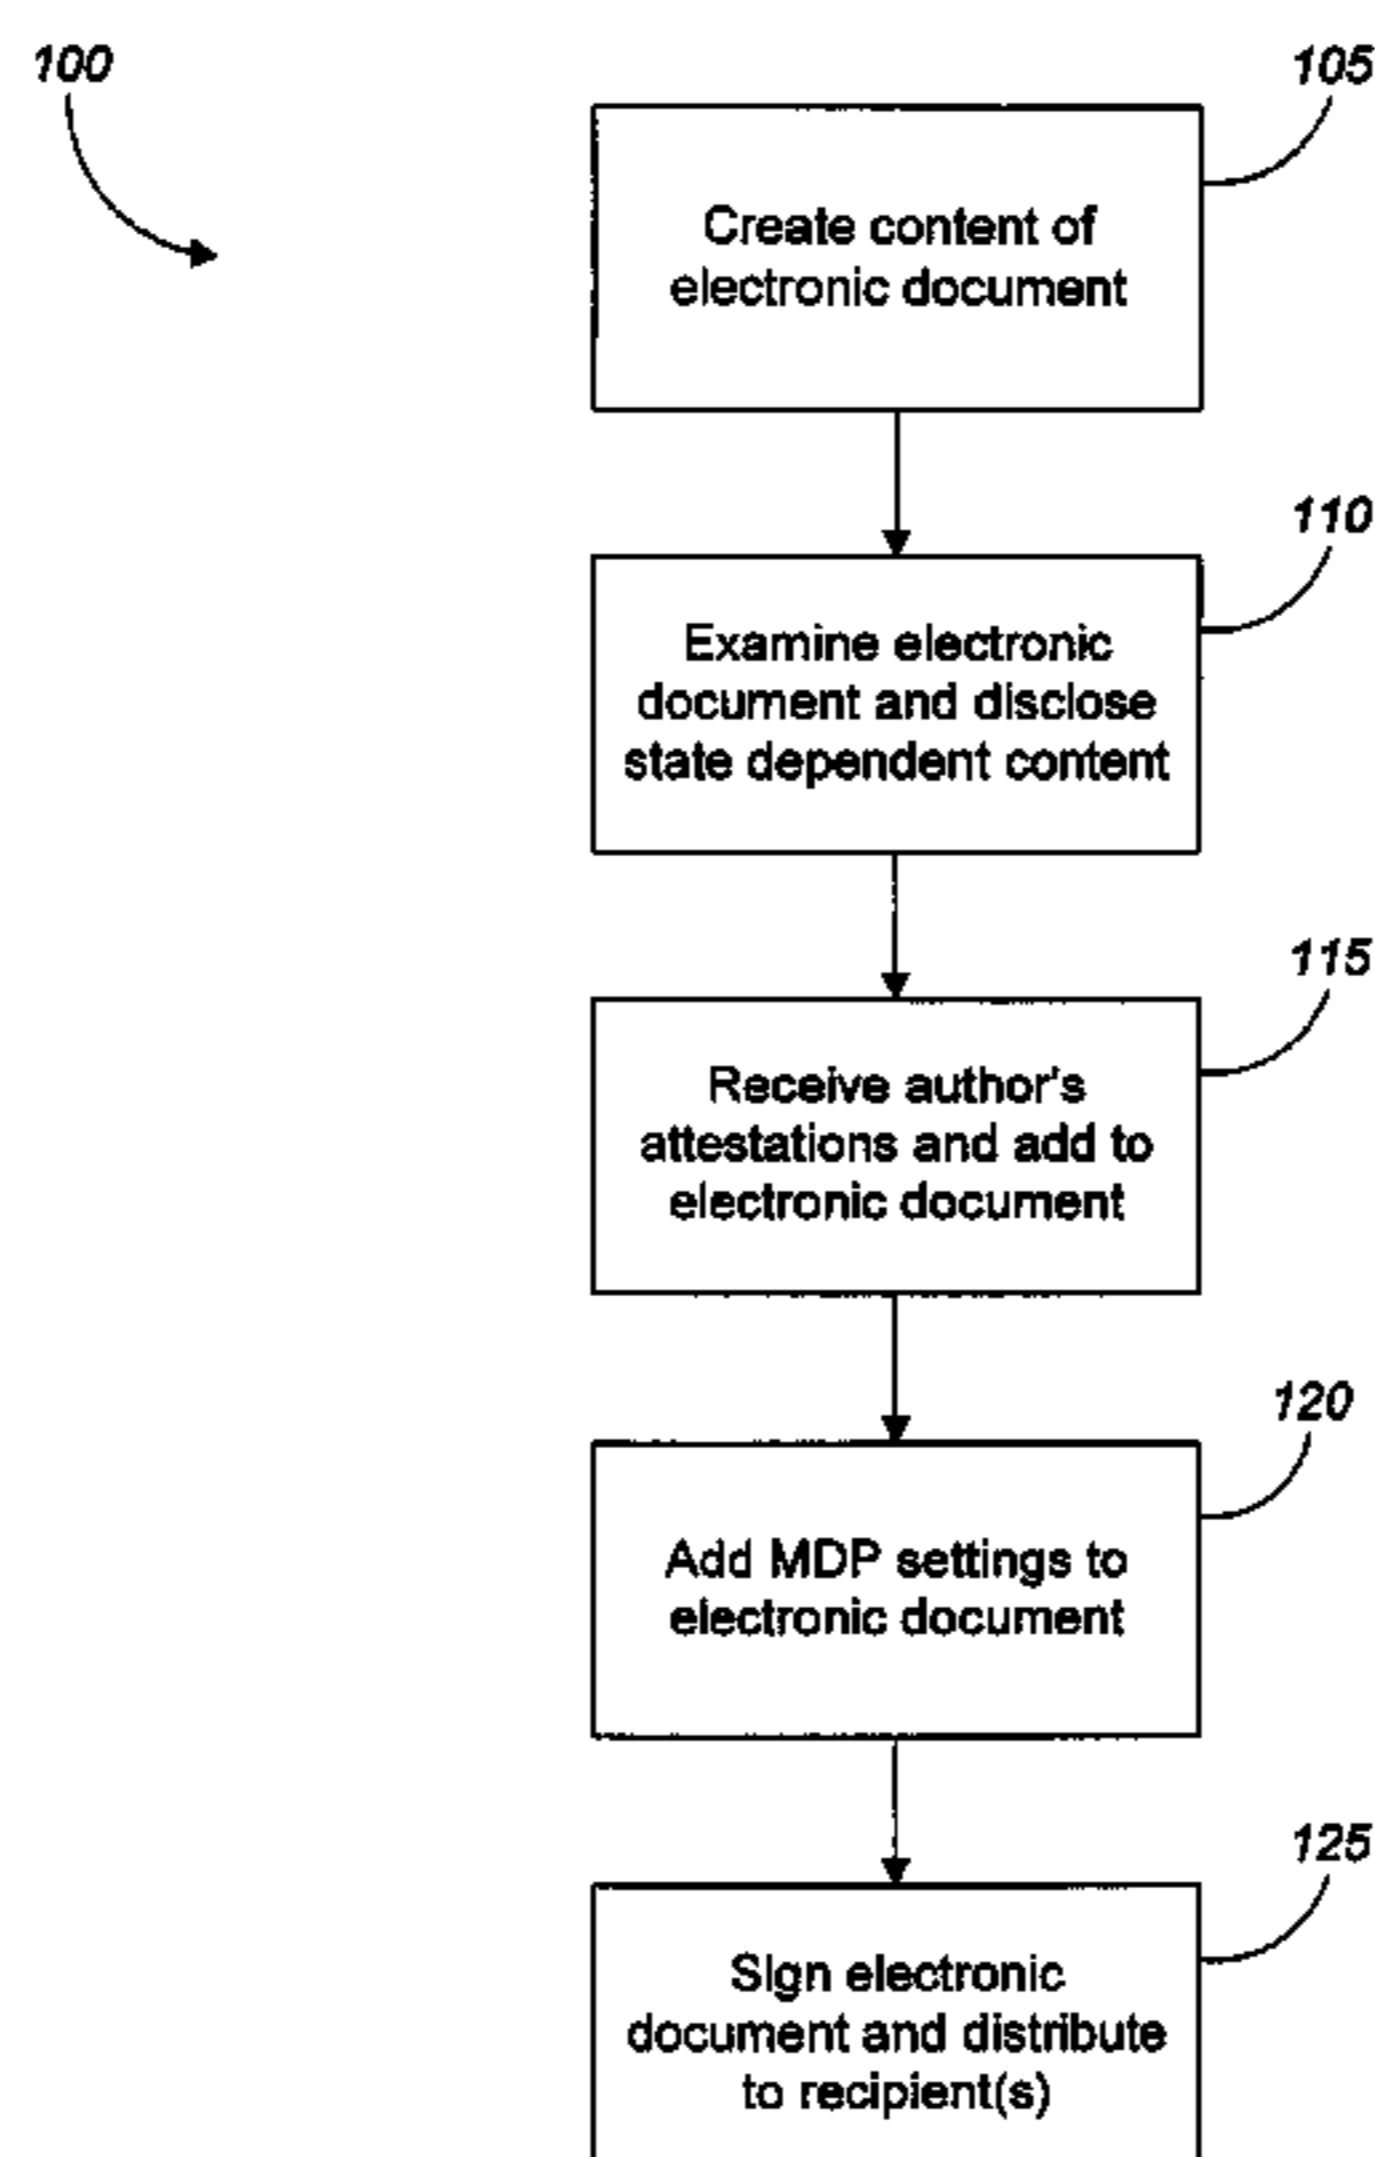 100
105
Create content of
electronic document
110
Examine electronic
document and disclose
state dependent content
115
Receive author's
attestations and add to
electronic document
120
Add MDP settings to
electronic document
125
Sign electronic
document and distribute
to recipient(s)